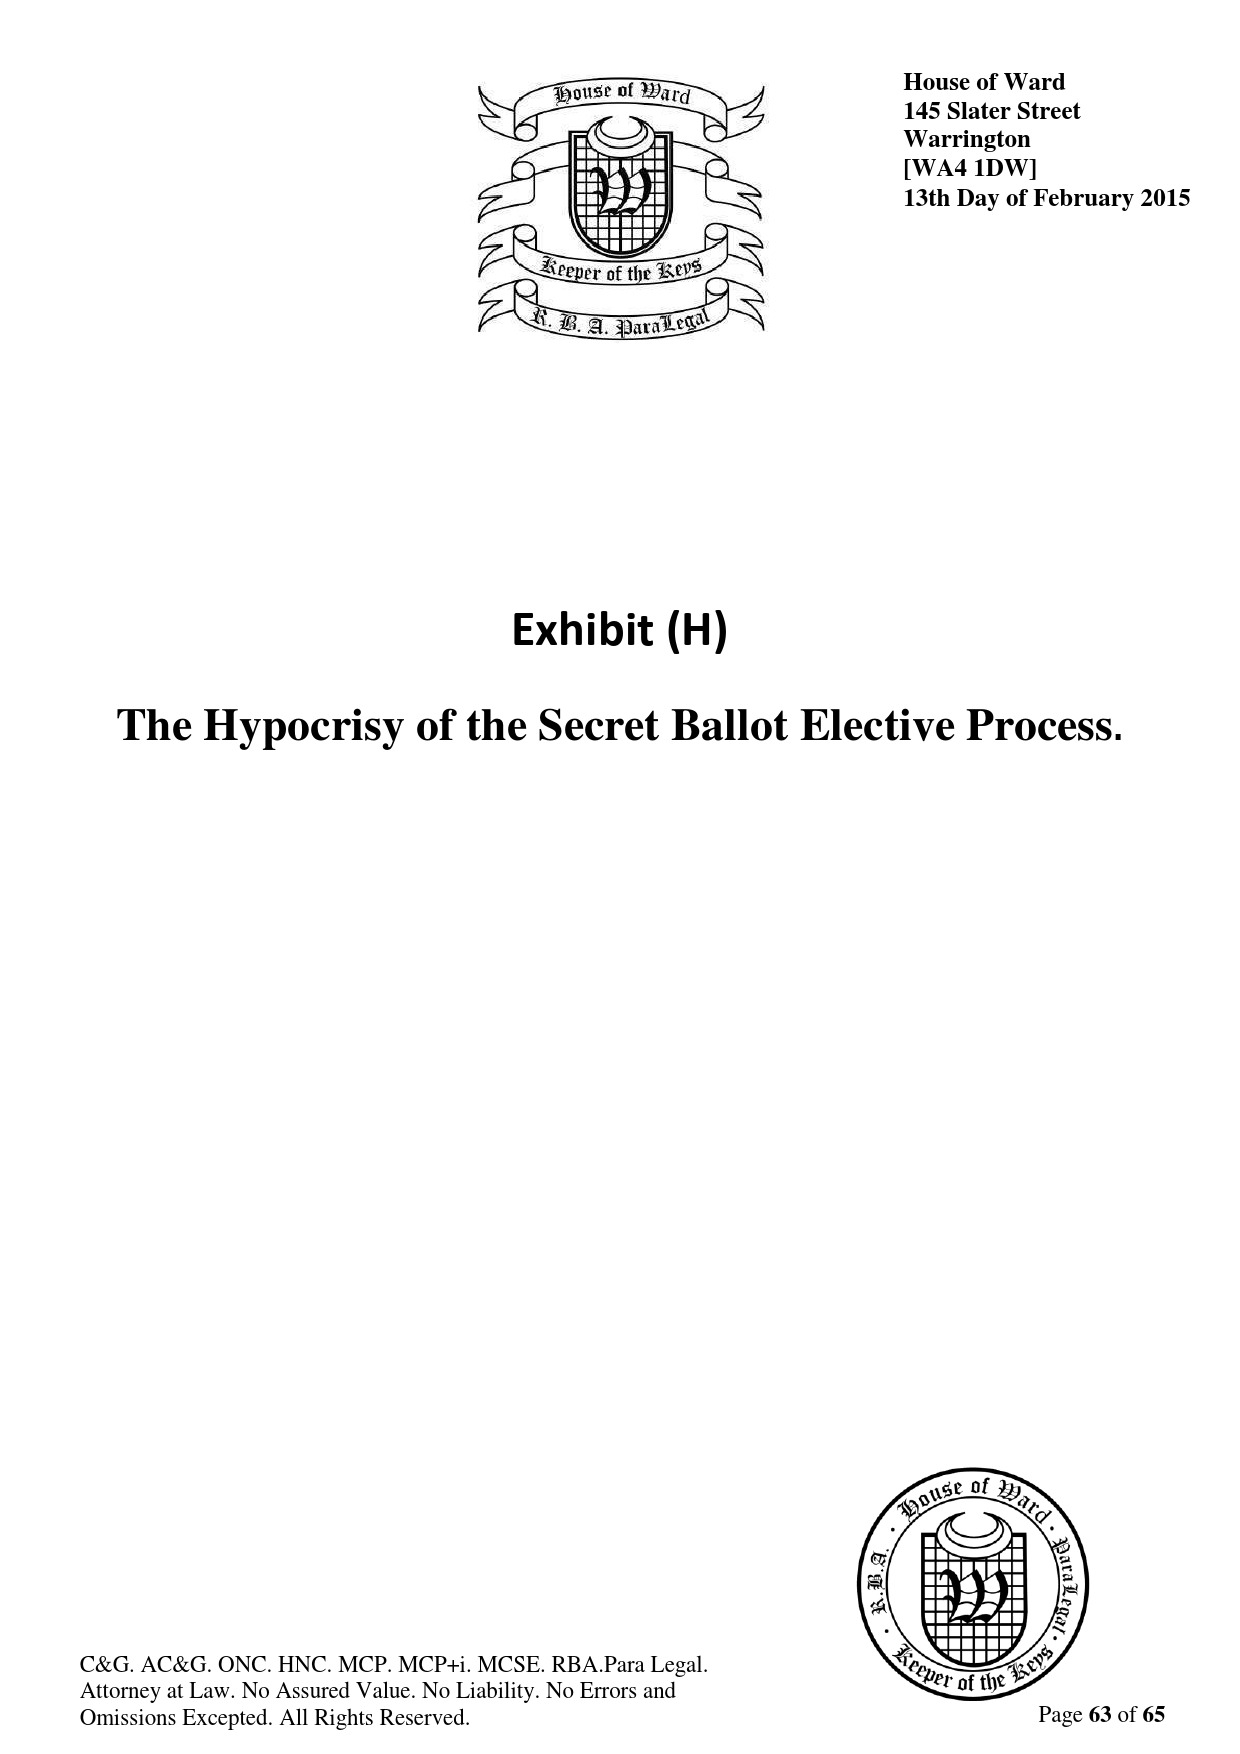 House of Ward
145 Slater Street
Warrington
[WA4 1DW]
13th Day of February 2015
House of Ward
W
Keeper of the Keys
R. B. A. ParaLegal
Exhibit (H)
The Hypocrisy of the Secret Ballot Elective Process.
· House of Ward · ParaLegal · Keeper of the Keys · R.B.A.
W
C&G. AC&G. ONC. HNC. MCP. MCP+i. MCSE. RBA.Para Legal.
Attorney at Law. No Assured Value. No Liability. No Errors and
Omissions Excepted. All Rights Reserved.
Page 63 of 65